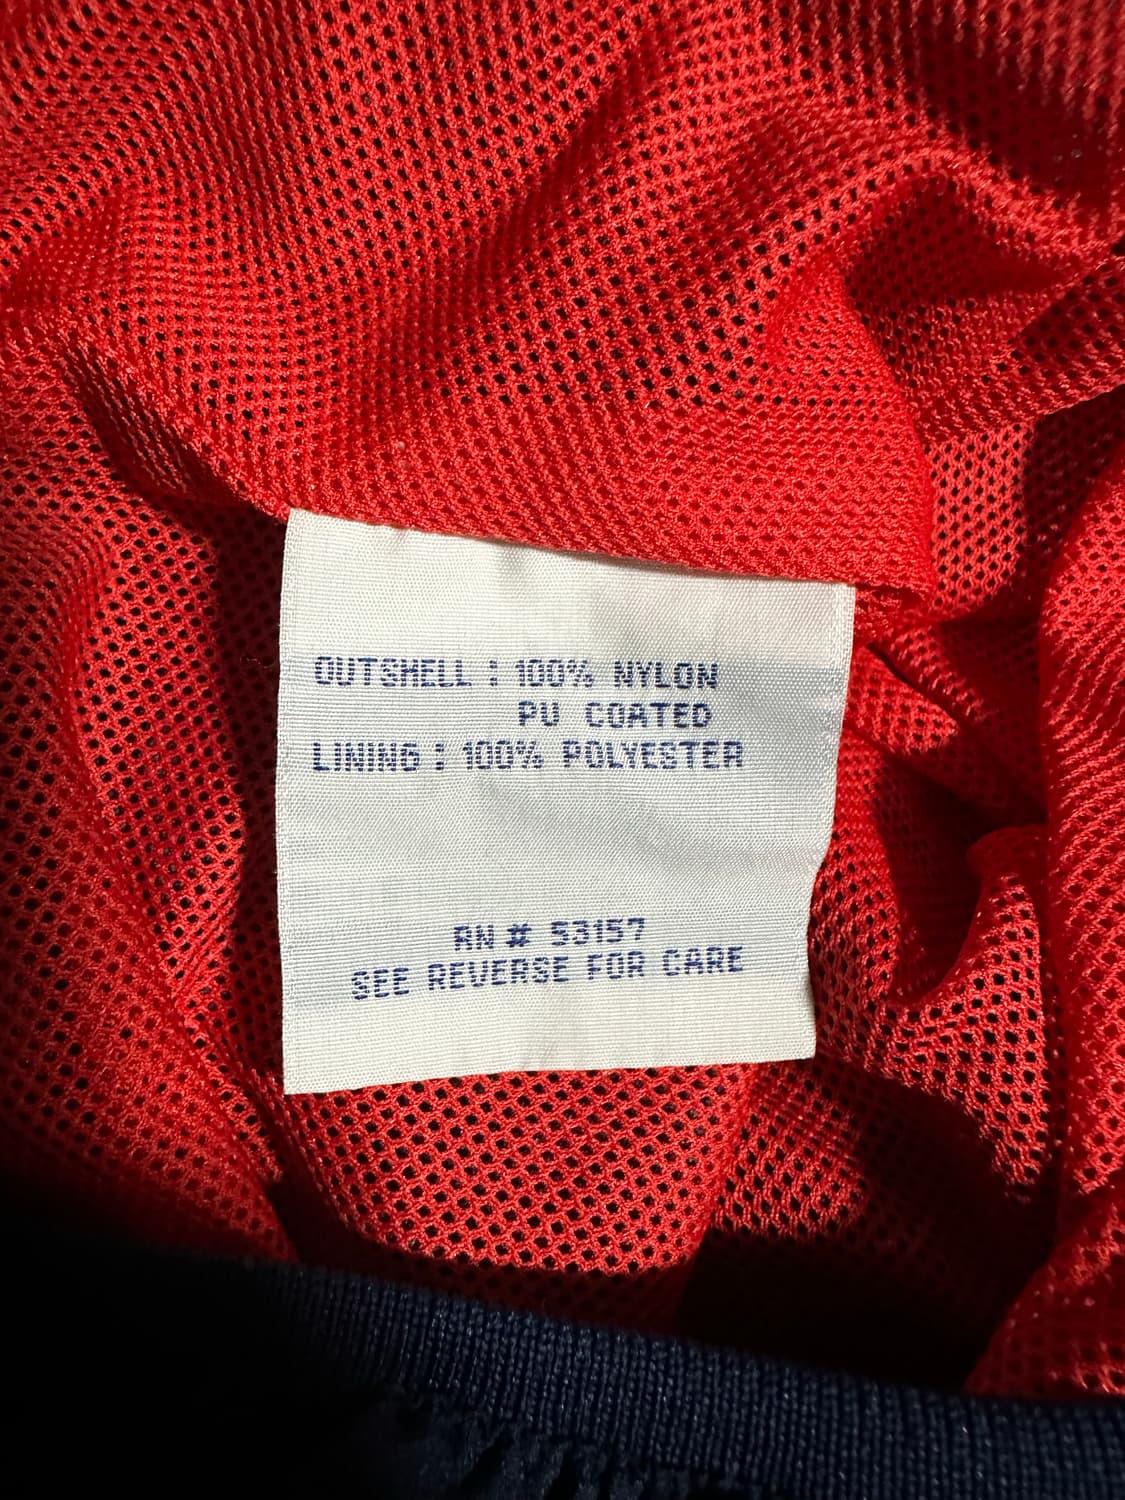 OUTSHELL : 100% NYLON
PU COATED
LINING : 100% POLYESTER
RN # 53157
SEE REVERSE FOR CARE